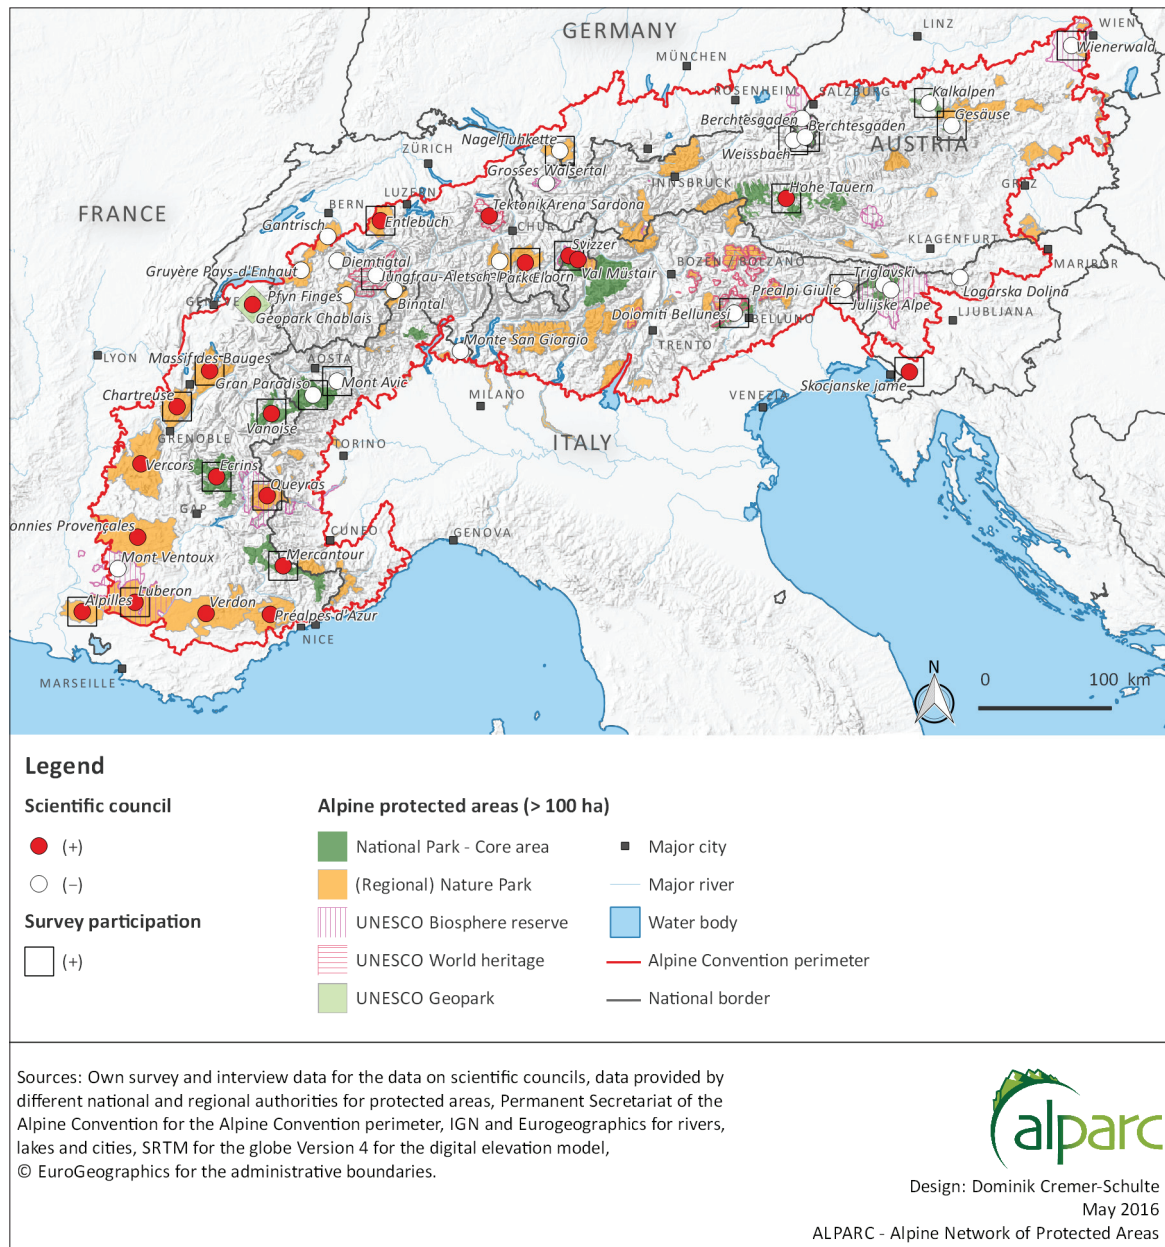 GERMANY
LINZ
WIEN
Wienerwald
MÜNCHEN
ROSENHEIM
SALZBURG
Kalkalpen
Gesäuse
Berchtesgaden
Berchtesgaden
Weissbach
AUSTRIA
Nagelfluhkette
ZÜRICH
Grosses Walsertal
INNSBRUCK
Hohe Tauern
GRAZ
FRANCE
LUZERN
BERN
Entlebuch
TektonikArena Sardona
CHUR
Gantrisch
Diemtigtal
Svizzer
Val Müstair
KLAGENFURT
MARIBOR
Gruyère Pays-d'Enhaut
Jungfrau-Aletsch
Park Ela
BOZEN / BOLZANO
Triglavski
Logarska Dolina
GENEVE
Pfyn Finges
Binntal
Prealpi Giulie
Julijske Alpe
Geopark Chablais
Dolomiti Bellunesi
BELLUNO
LJUBLJANA
LYON
Massif des Bauges
AOSTA
Monte San Giorgio
TRENTO
Gran Paradiso
Mont Avic
Skocjanske jame
Chartreuse
Vanoise
MILANO
VENEZIA
GRENOBLE
TORINO
ITALY
Vercors
Ecrins
Queyras
GAP
onnies Provençales
CUNEO
GENOVA
Mont Ventoux
Mercantour
Alpilles
Luberon
Verdon
Préalpes d'Azur
NICE
MARSEILLE
N
0 100 km
Legend
Scientific council
(+)
(−)
Survey participation
(+)
Alpine protected areas (> 100 ha)
National Park - Core area
(Regional) Nature Park
UNESCO Biosphere reserve
UNESCO World heritage
UNESCO Geopark
Major city
Major river
Water body
Alpine Convention perimeter
National border
Sources: Own survey and interview data for the data on scientific councils, data provided by
different national and regional authorities for protected areas, Permanent Secretariat of the
Alpine Convention for the Alpine Convention perimeter, IGN and Eurogeographics for rivers,
lakes and cities, SRTM for the globe Version 4 for the digital elevation model,
© EuroGeographics for the administrative boundaries.
alparc
Design: Dominik Cremer-Schulte
May 2016
ALPARC - Alpine Network of Protected Areas